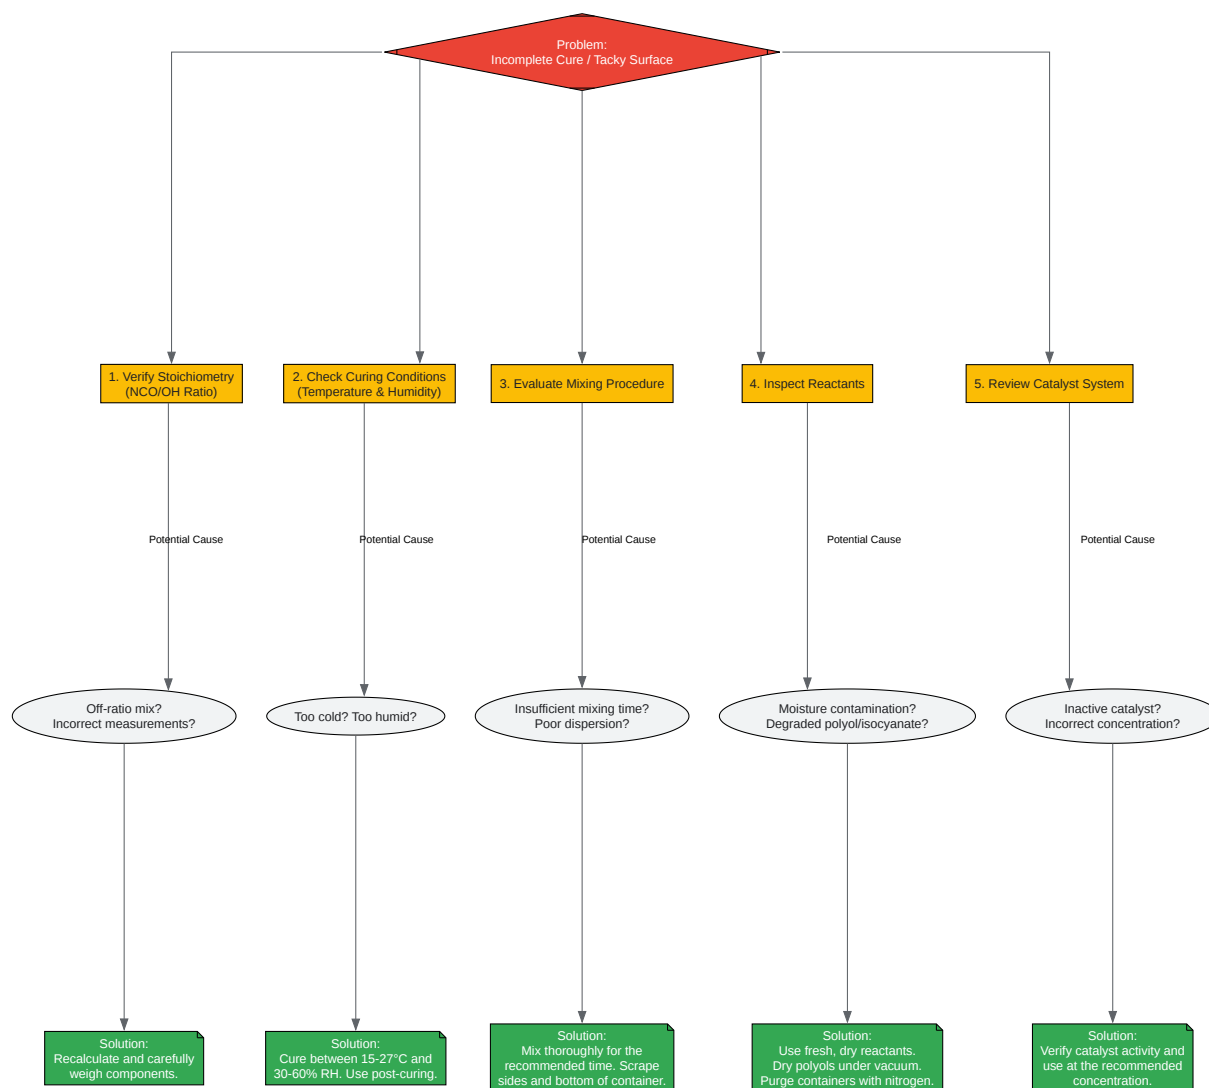 Problem:
Incomplete Cure / Tacky Surface
1. Verify Stoichiometry
(NCO/OH Ratio)
2. Check Curing Conditions
(Temperature & Humidity)
3. Evaluate Mixing Procedure
4. Inspect Reactants
5. Review Catalyst System
Potential Cause
Potential Cause
Potential Cause
Potential Cause
Potential Cause
Off-ratio mix?
Incorrect measurements?
Too cold? Too humid?
Insufficient mixing time?
Poor dispersion?
Moisture contamination?
Degraded polyol/isocyanate?
Inactive catalyst?
Incorrect concentration?
Solution:
Recalculate and carefully
weigh components.
Solution:
Cure between 15-27°C and
30-60% RH. Use post-curing.
Solution:
Mix thoroughly for the
recommended time. Scrape
sides and bottom of container.
Solution:
Use fresh, dry reactants.
Dry polyols under vacuum.
Purge containers with nitrogen.
Solution:
Verify catalyst activity and
use at the recommended
concentration.